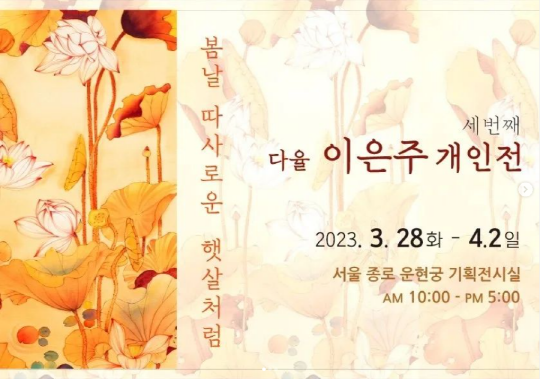 봄날 따사로운 햇살처럼
세번째
다율 이은주 개인전
2023. 3. 28화 - 4.2일
서울 종로 운현궁 기획전시실
AM 10:00 - PM 5:00